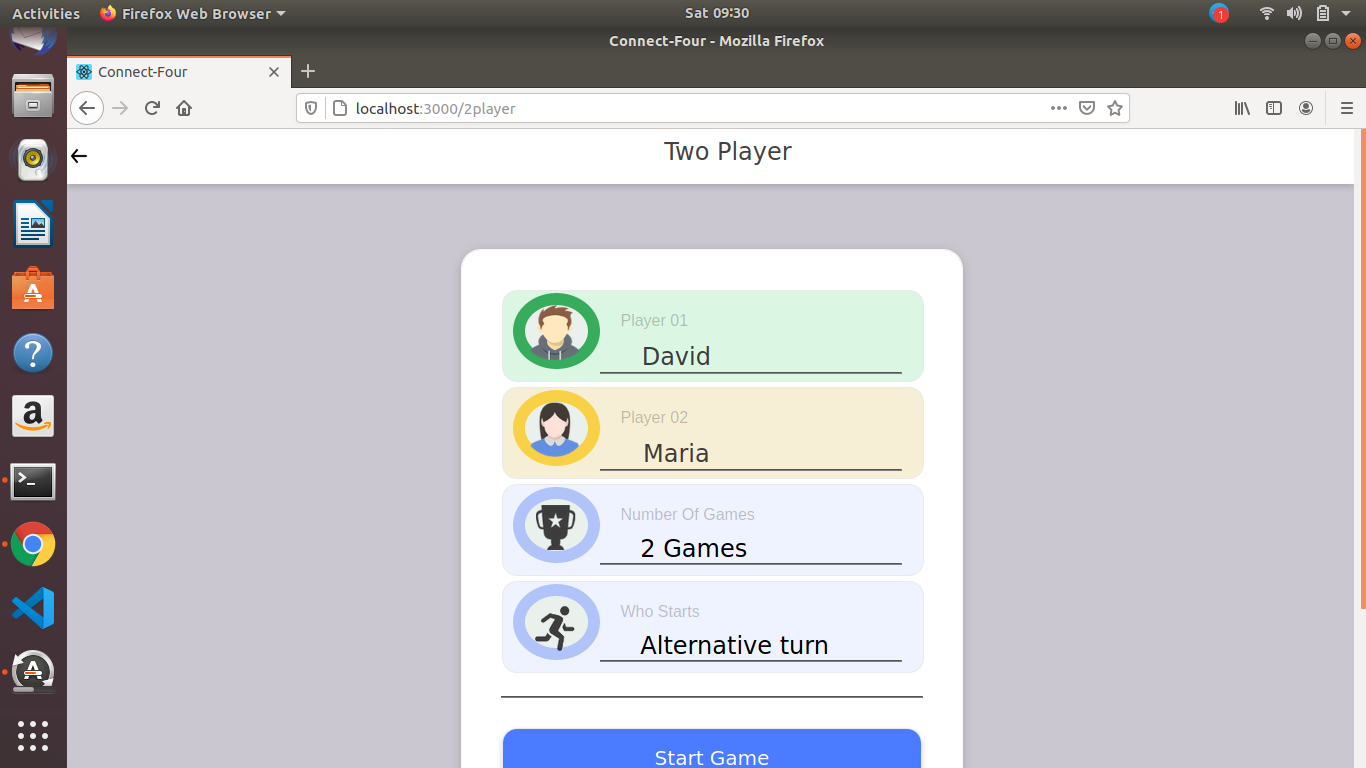 Activities
Firefox Web Browser
Sat 09:30
1
Connect-Four - Mozilla Firefox
Connect-Four
localhost:3000/2player
Two Player
Player 01
David
Player 02
Maria
Number Of Games
2 Games
Who Starts
Alternative turn
Start Game